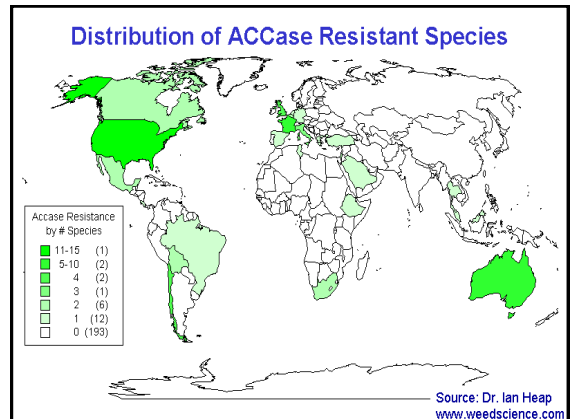 Distribution of ACCase Resistant Species
Accase Resistance
by # Species
11-15 (1)
5-10 (2)
4 (2)
3 (1)
2 (6)
1 (12)
0 (193)
Source: Dr. Ian Heap
www.weedscience.com